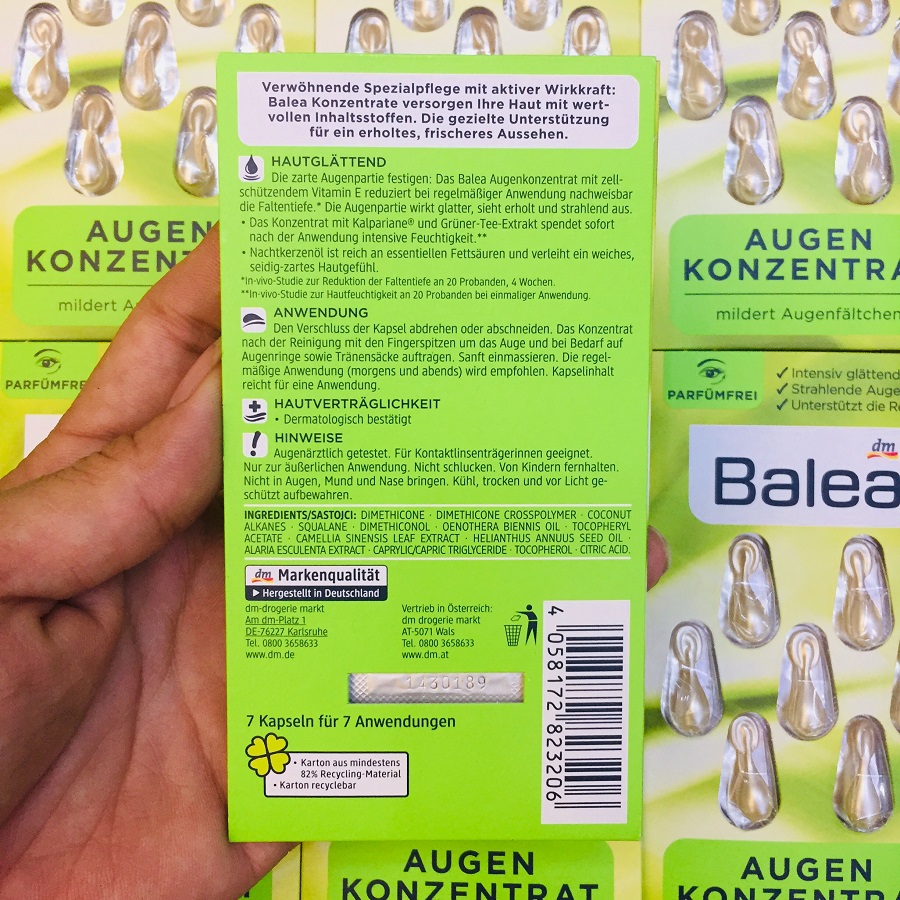 Verwöhnende Spezialpflege mit aktiver Wirkkraft:
Balea Konzentrate versorgen Ihre Haut mit wert-
vollen Inhaltsstoffen. Die gezielte Unterstützung
für ein erholtes, frischeres Aussehen.
HAUTGLÄTTEND
Die zarte Augenpartie festigen: Das Balea Augenkonzentrat mit zell-
schützendem Vitamin E reduziert bei regelmäßiger Anwendung nachweisbar
die Faltentiefe.* Die Augenpartie wirkt glatter, sieht erholt und strahlend aus.
• Das Konzentrat mit Kalpariane® und Grüner-Tee-Extrakt spendet sofort
nach der Anwendung intensive Feuchtigkeit.**
• Nachtkerzenöl ist reich an essentiellen Fettsäuren und verleiht ein weiches,
seidig-zartes Hautgefühl.
*In-vivo-Studie zur Reduktion der Faltentiefe an 20 Probanden, 4 Wochen.
**In-vivo-Studie zur Hautfeuchtigkeit an 20 Probanden bei einmaliger Anwendung.
ANWENDUNG
Den Verschluss der Kapsel abdrehen oder abschneiden. Das Konzentrat
nach der Reinigung mit den Fingerspitzen um das Auge und bei Bedarf auf
Augenringe sowie Tränensäcke auftragen. Sanft einmassieren. Die regel-
mäßige Anwendung (morgens und abends) wird empfohlen. Kapselinhalt
reicht für eine Anwendung.
HAUTVERTRÄGLICHKEIT
• Dermatologisch bestätigt
HINWEISE
Augenärztlich getestet. Für Kontaktlinsenträgerinnen geeignet.
Nur zur äußerlichen Anwendung. Nicht schlucken. Von Kindern fernhalten.
Nicht in Augen, Mund und Nase bringen. Kühl, trocken und vor Licht ge-
schützt aufbewahren.
INGREDIENTS/SASTOJCI: DIMETHICONE · DIMETHICONE CROSSPOLYMER · COCONUT
ALKANES · SQUALANE · DIMETHICONOL · OENOTHERA BIENNIS OIL · TOCOPHERYL
ACETATE · CAMELLIA SINENSIS LEAF EXTRACT · HELIANTHUS ANNUUS SEED OIL ·
ALARIA ESCULENTA EXTRACT · CAPRYLIC/CAPRIC TRIGLYCERIDE · TOCOPHEROL · CITRIC ACID.
dm Markenqualität
▶ Hergestellt in Deutschland
dm-drogerie markt
Am dm-Platz 1
DE-76227 Karlsruhe
Tel. 0800 3658633
www.dm.de
Vertrieb in Österreich:
dm drogerie markt
AT-5071 Wals
Tel. 0800 3658633
www.dm.at
1430189
7 Kapseln für 7 Anwendungen
• Karton aus mindestens
82% Recycling-Material
• Karton recyclebar
4 058172 823206
AUGEN
KONZENT
mildert A
PARFÜMFREI
AUGEN
KONZENTRA
mildert Augenfältchen
PARFÜMFREI
✓ Intensiv glättend
✓ Strahlende Auge
✓ Unterstützt die Re
dm
Balea
AUGEN
KONZENTRAT
AUGEN
KONZENTRA